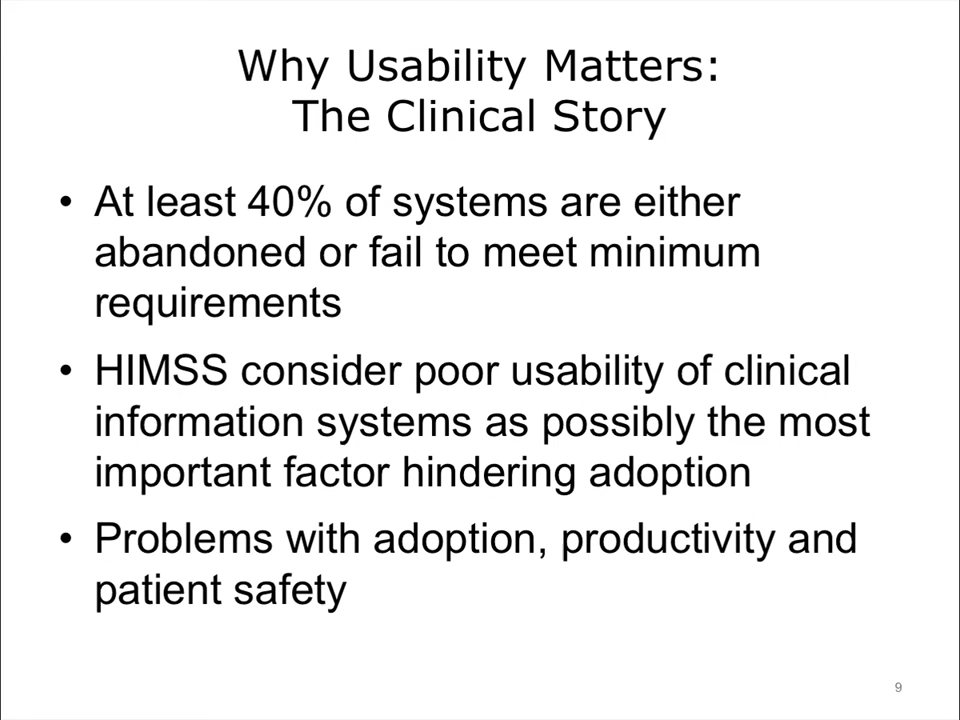 Why Usability Matters:
The Clinical Story
• At least 40% of systems are either
abandoned or fail to meet minimum
requirements
• HIMSS consider poor usability of clinical
information systems as possibly the most
important factor hindering adoption
• Problems with adoption, productivity and
patient safety
9